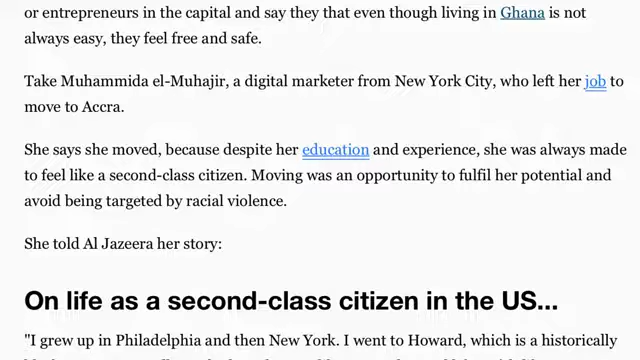 or entrepreneurs in the capital and say they that even though living in Ghana is not
always easy, they feel free and safe.
Take Muhammida el-Muhajir, a digital marketer from New York City, who left her job to
move to Accra.
She says she moved, because despite her education and experience, she was always made
to feel like a second-class citizen. Moving was an opportunity to fulfil her potential and
avoid being targeted by racial violence.
She told Al Jazeera her story:
On life as a second-class citizen in the US...
"I grew up in Philadelphia and then New York. I went to Howard, which is a historically